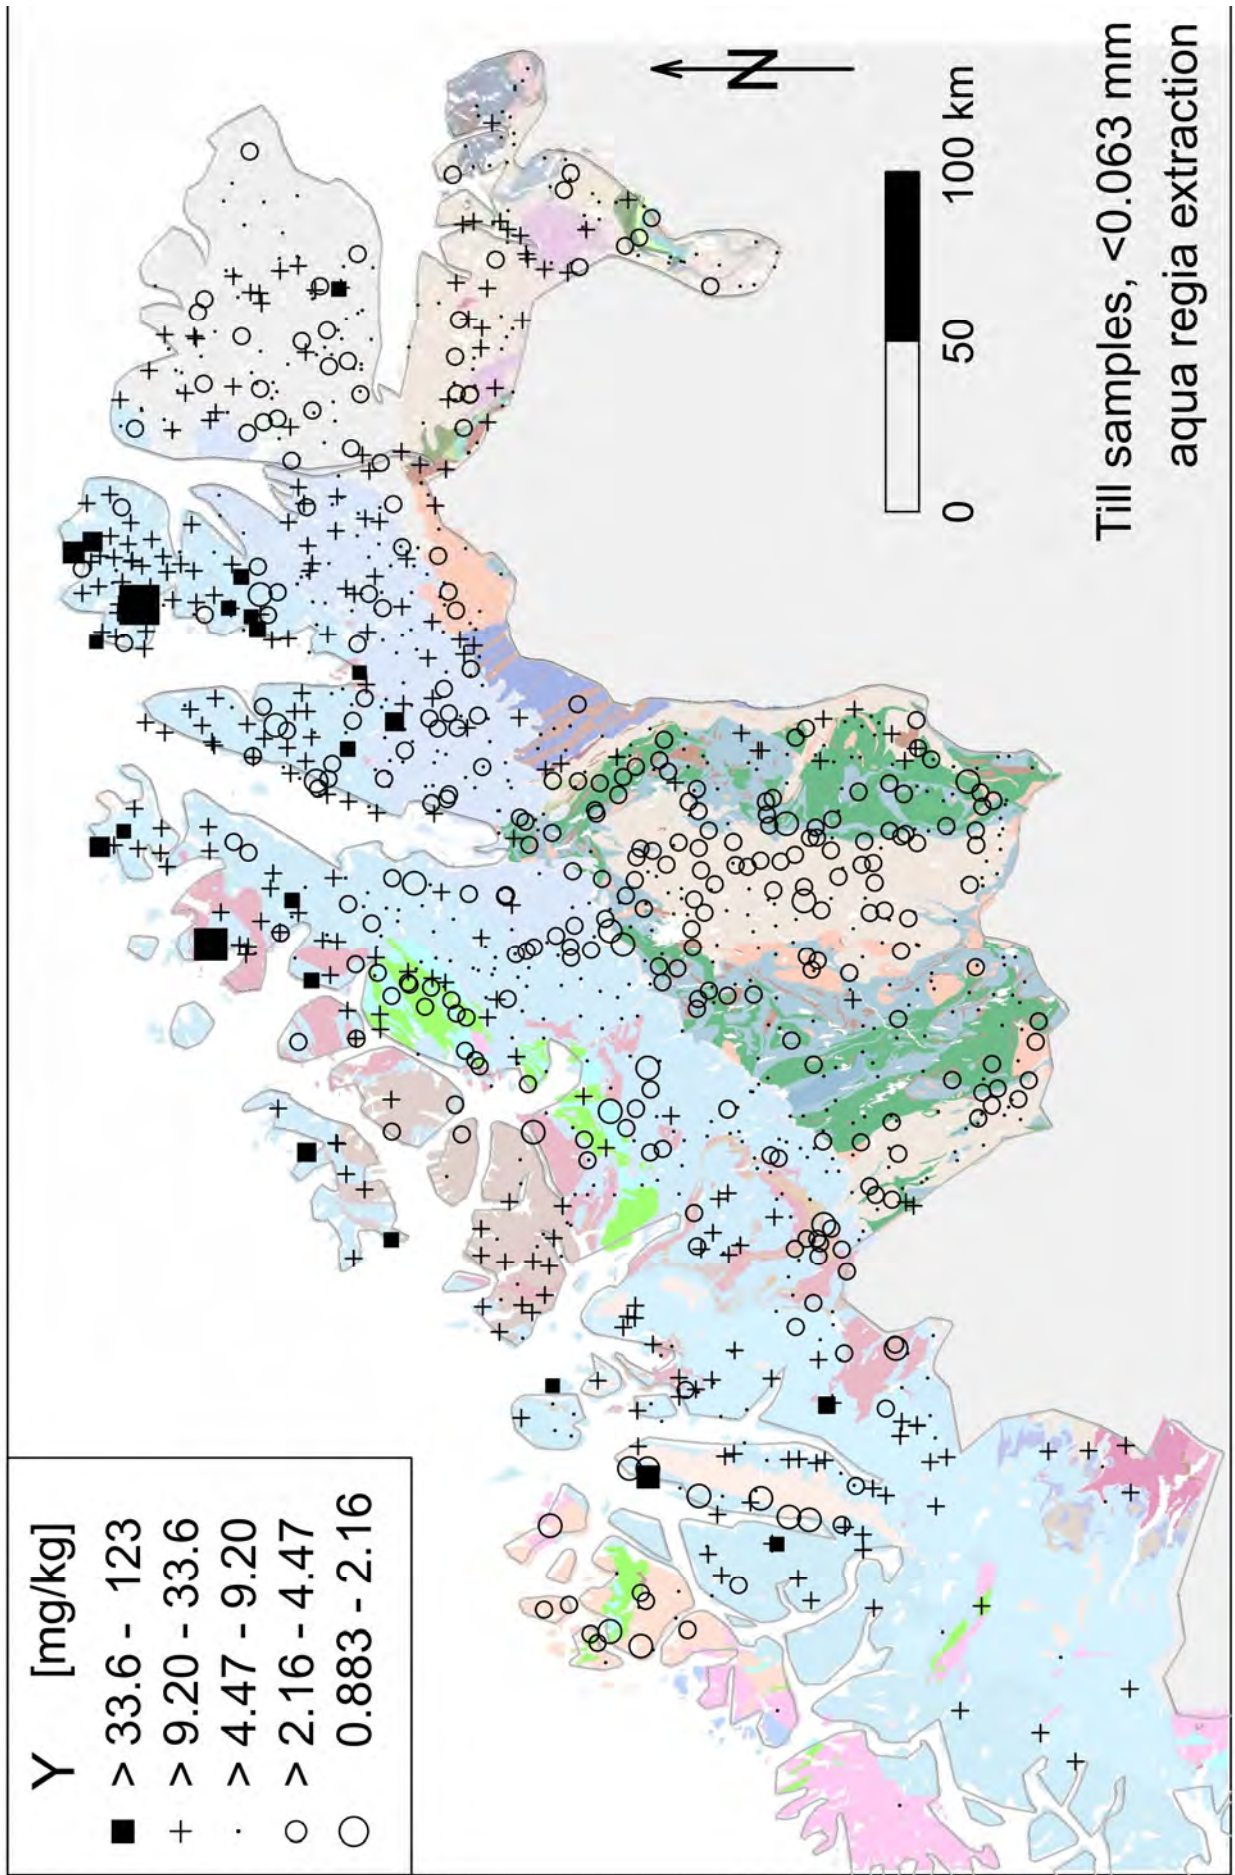 Y [mg/kg]
> 33.6 - 123
> 9.20 - 33.6
> 4.47 - 9.20
> 2.16 - 4.47
0.883 - 2.16
N
0 50 100 km
Till samples, <0.063 mm
aqua regia extraction